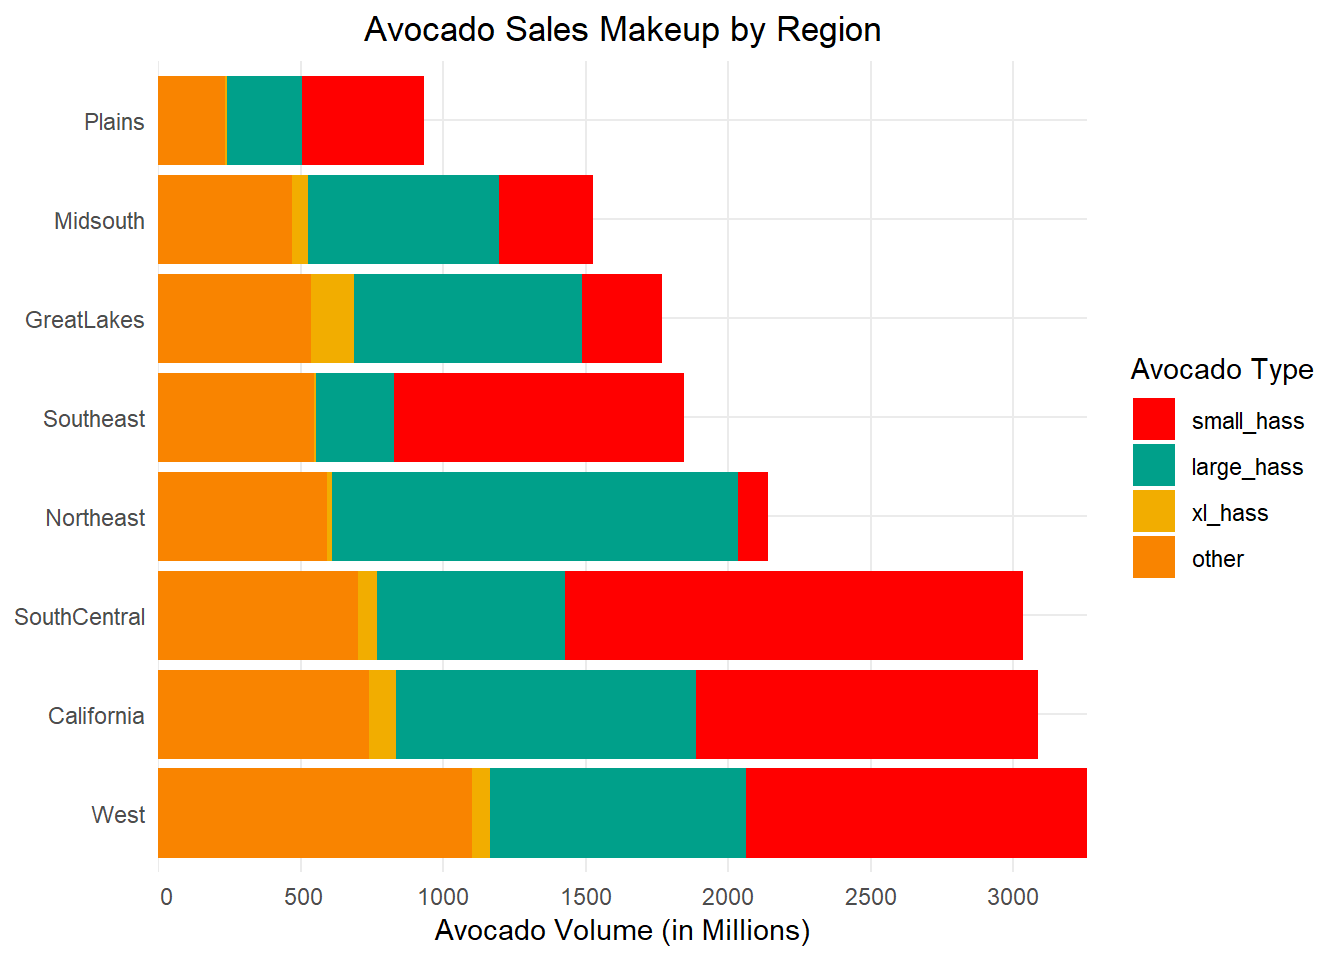 Avocado Sales Makeup by Region
Plains
Midsouth
GreatLakes
Southeast
Northeast
SouthCentral
California
West
0 500 1000 1500 2000 2500 3000
Avocado Volume (in Millions)
Avocado Type
small_hass
large_hass
xl_hass
other